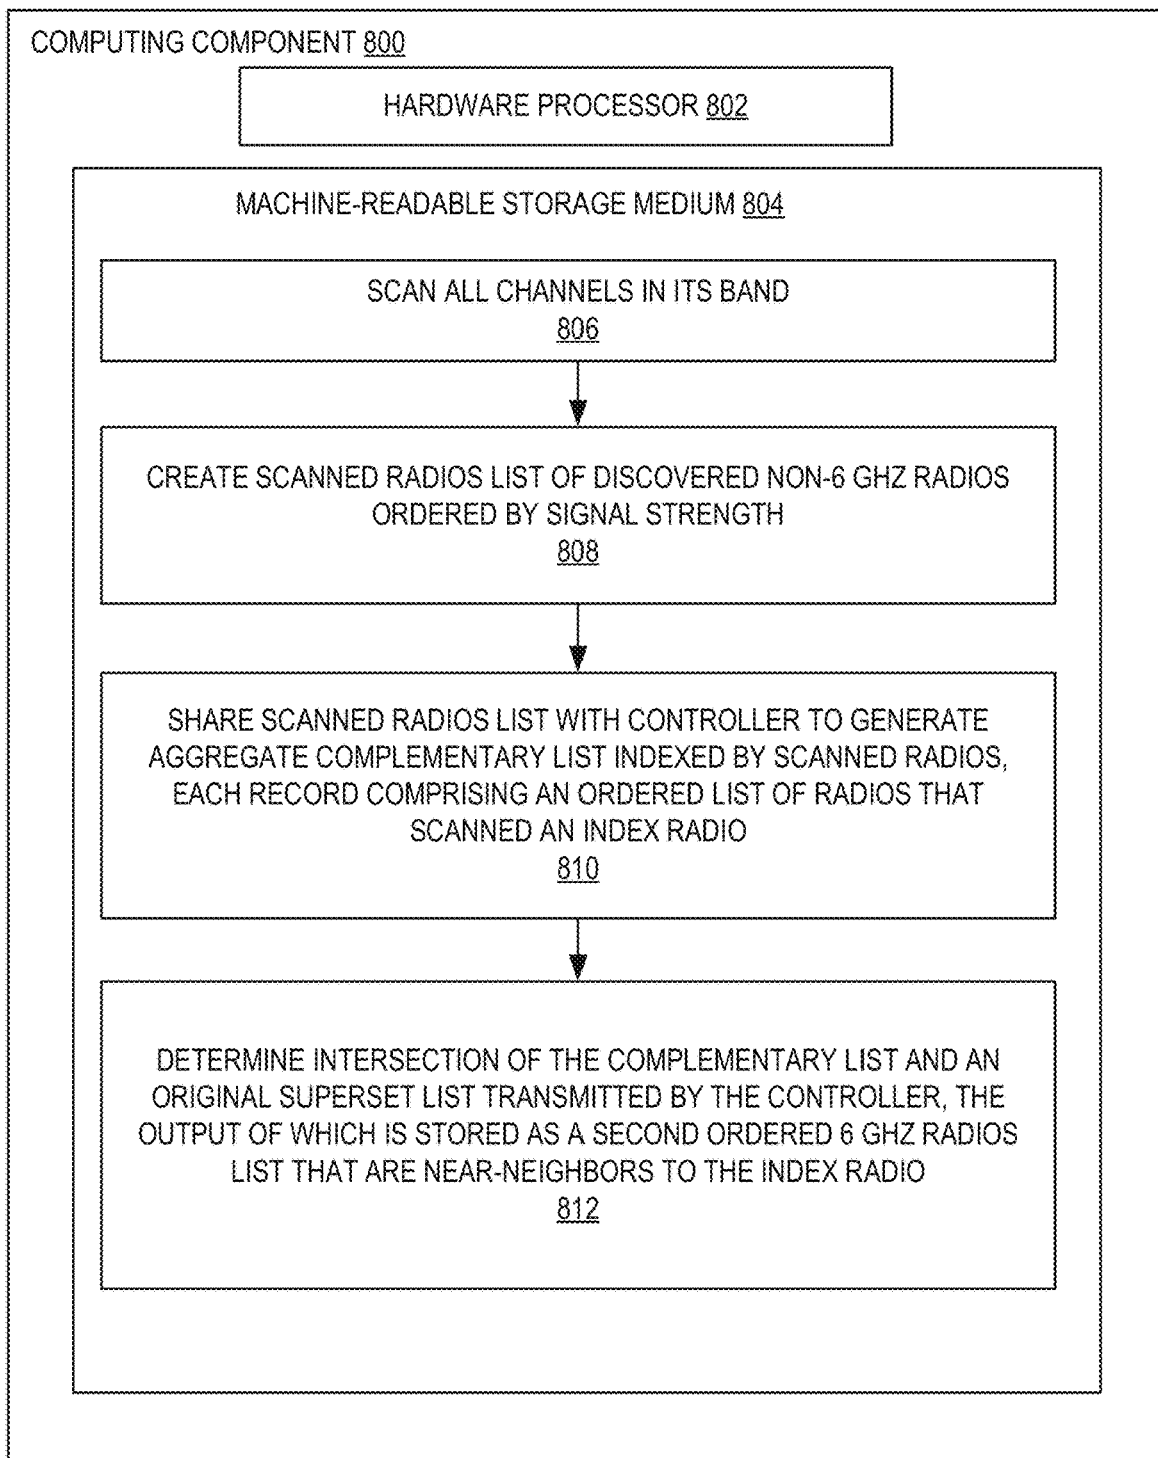 COMPUTING COMPONENT 800
HARDWARE PROCESSOR 802
MACHINE-READABLE STORAGE MEDIUM 804
SCAN ALL CHANNELS IN ITS BAND
806
CREATE SCANNED RADIOS LIST OF DISCOVERED NON-6 GHZ RADIOS
ORDERED BY SIGNAL STRENGTH
808
SHARE SCANNED RADIOS LIST WITH CONTROLLER TO GENERATE
AGGREGATE COMPLEMENTARY LIST INDEXED BY SCANNED RADIOS,
EACH RECORD COMPRISING AN ORDERED LIST OF RADIOS THAT
SCANNED AN INDEX RADIO
810
DETERMINE INTERSECTION OF THE COMPLEMENTARY LIST AND AN
ORIGINAL SUPERSET LIST TRANSMITTED BY THE CONTROLLER, THE
OUTPUT OF WHICH IS STORED AS A SECOND ORDERED 6 GHZ RADIOS
LIST THAT ARE NEAR-NEIGHBORS TO THE INDEX RADIO
812